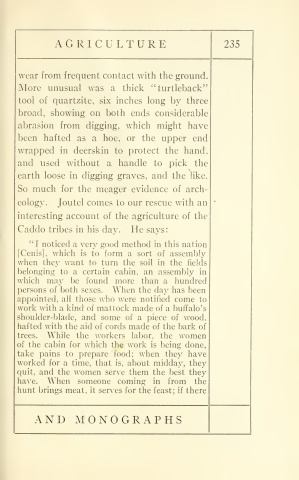 AGRICULTURE 235
wear from frequent contact with the ground.
More unusual was a thick "turtleback"
tool of quartzite, six inches long by three
broad, showing on both ends considerable
abrasion from digging, which might have
been hafted as a hoe, or the upper end
wrapped in deerskin to protect the hand,
and used without a handle to pick the
earth loose in digging graves, and the like.
So much for the meager evidence of arch-
eology. Joutel comes to our rescue with an
interesting account of the agriculture of the
Caddo tribes in his day. He says:
"I noticed a very good method in this nation
[Cenis], which is to form a sort of assembly
when they want to turn the soil in the fields
belonging to a certain cabin, an assembly in
which may be found more than a hundred
persons of both sexes. When the day has been
appointed, all those who were notified come to
work with a kind of mattock made of a buffalo's
shoulder-blade, and some of a piece of wood,
hafted with the aid of cords made of the bark of
trees. While the workers labor, the women
of the cabin for which the work is being done,
take pains to prepare food; when they have
worked for a time, that is, about midday, they
quit, and the women serve them the best they
have. When someone coming in from the
hunt brings meat, it serves for the feast; if there
AND MONOGRAPHS